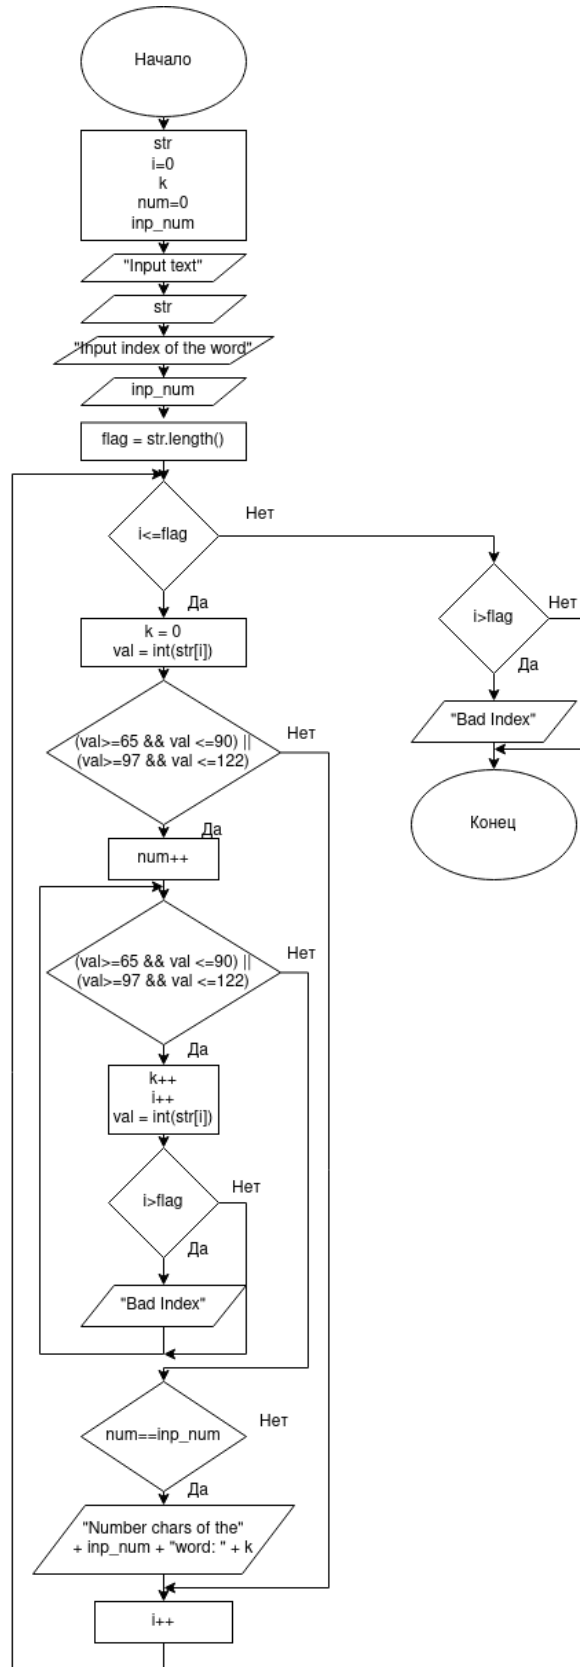 Начало
str
i=0
k
num=0
inp_num
"Input text"
str
"Input index of the word"
inp_num
flag = str.length()
i<=flag
Нет
Да
i>flag
Нет
Да
"Bad Index"
Конец
k = 0
val = int(str[i])
(val>=65 && val <=90) ||
(val>=97 && val <=122)
Нет
Да
num++
(val>=65 && val <=90) ||
(val>=97 && val <=122)
Нет
Да
k++
i++
val = int(str[i])
i>flag
Нет
Да
"Bad Index"
num==inp_num
Нет
Да
"Number chars of the"
+ inp_num + "word: " + k
i++